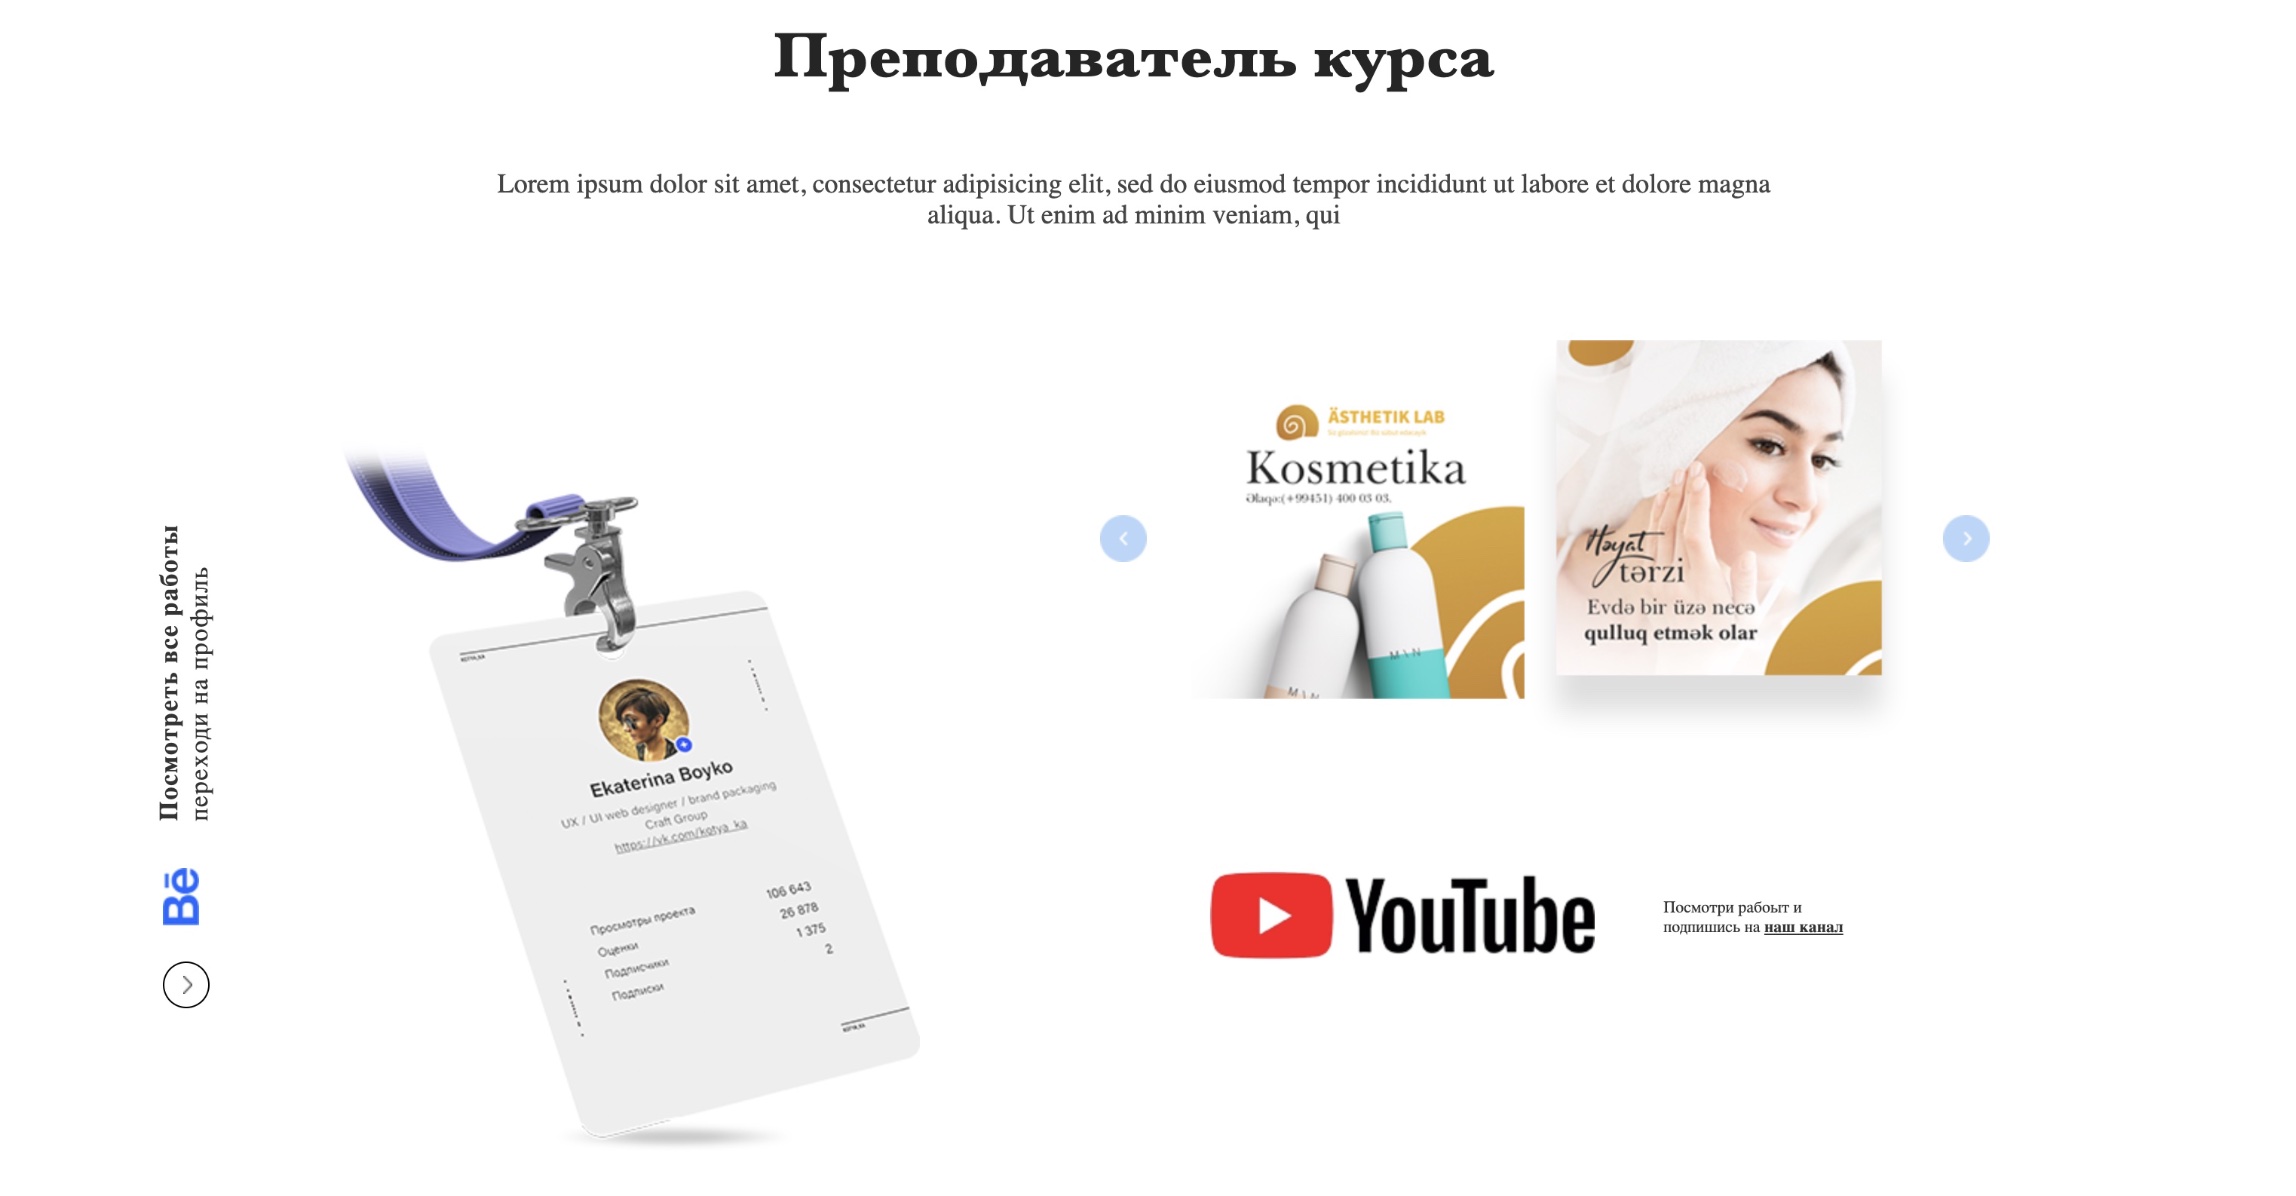 Преподаватель курса
Lorem ipsum dolor sit amet, consectetur adipisicing elit, sed do eiusmod tempor incididunt ut labore et dolore magna
aliqua. Ut enim ad minim veniam, qui
Посмотреть все работы
переходи на профиль
Bē
Ekaterina Boyko
UX / UI web designer / brand packaging
Craft Group
https://vk.com/kotya_ka
Просмотры проекта 106 643
Оценки 26 878
Подписчики 1 375
Подписки 2
ÄSTHETIK LAB
Kosmetika
Əlaqə:(+99451) 400 03 03.
M \ N
M \ N
Həyat
tərzi
Evdə bir üzə necə
qulluq etmək olar
YouTube
Посмотри рабоыт и
подпишись на наш канал